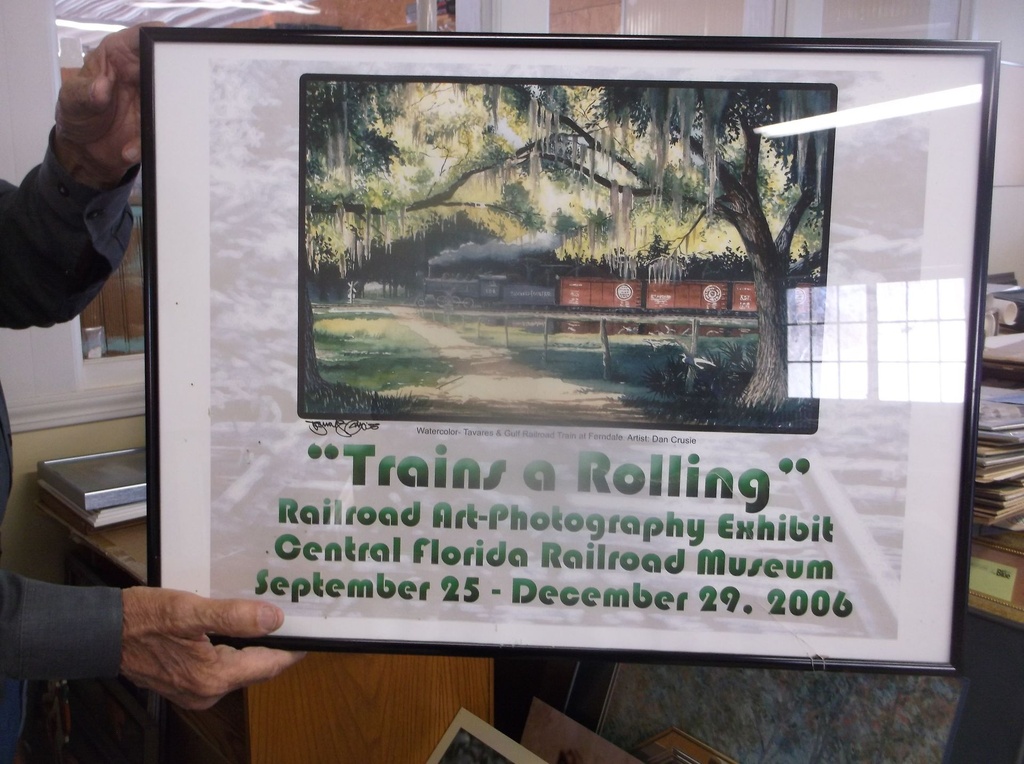 Watercolor- Tavares & Gulf Railroad Train at Ferndale Artist: Dan Crusie
"Trains a Rolling"
Railroad Art-Photography Exhibit
Central Florida Railroad Museum
September 25 - December 29, 2006